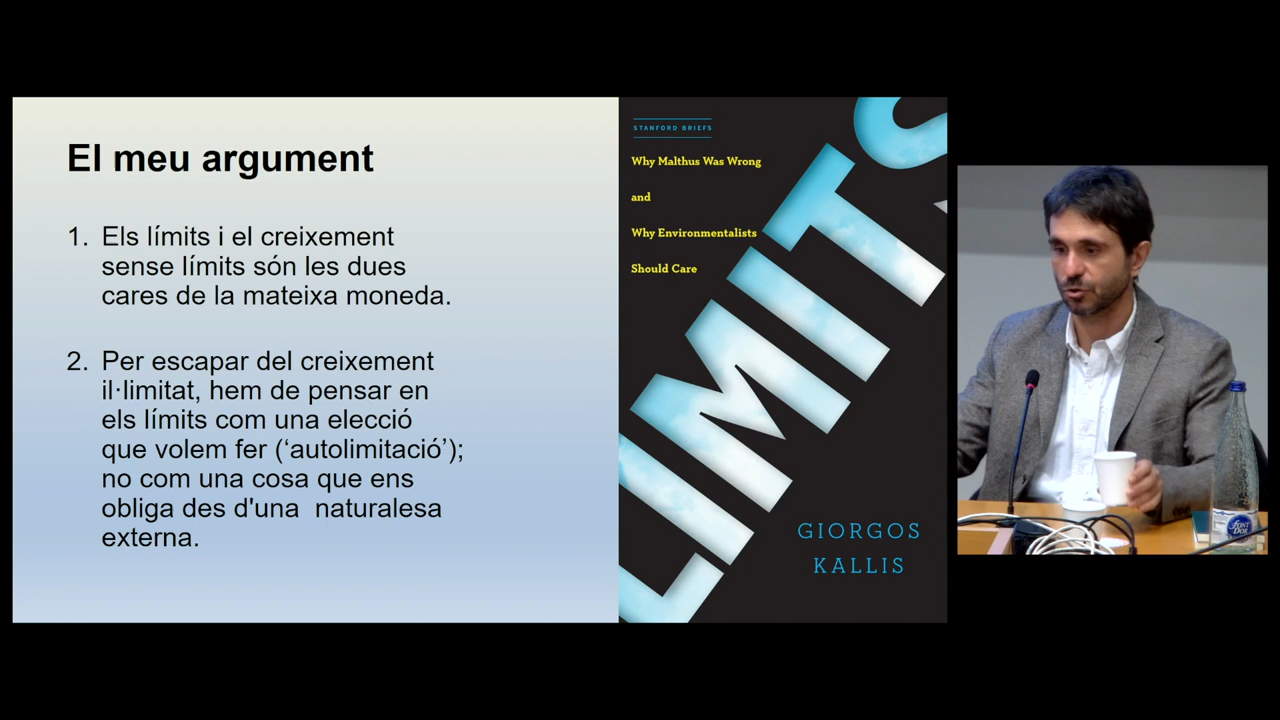 El meu argument
1. Els límits i el creixement
sense límits són les dues
cares de la mateixa moneda.
2. Per escapar del creixement
il·limitat, hem de pensar en
els límits com una elecció
que volem fer (‘autolimitació’);
no com una cosa que ens
obliga des d'una  naturalesa
externa.
STANFORD BRIEFS
Why Malthus Was Wrong
and
Why Environmentalists
Should Care
LIMITS
GIORGOS
KALLIS
FONT
D'OR